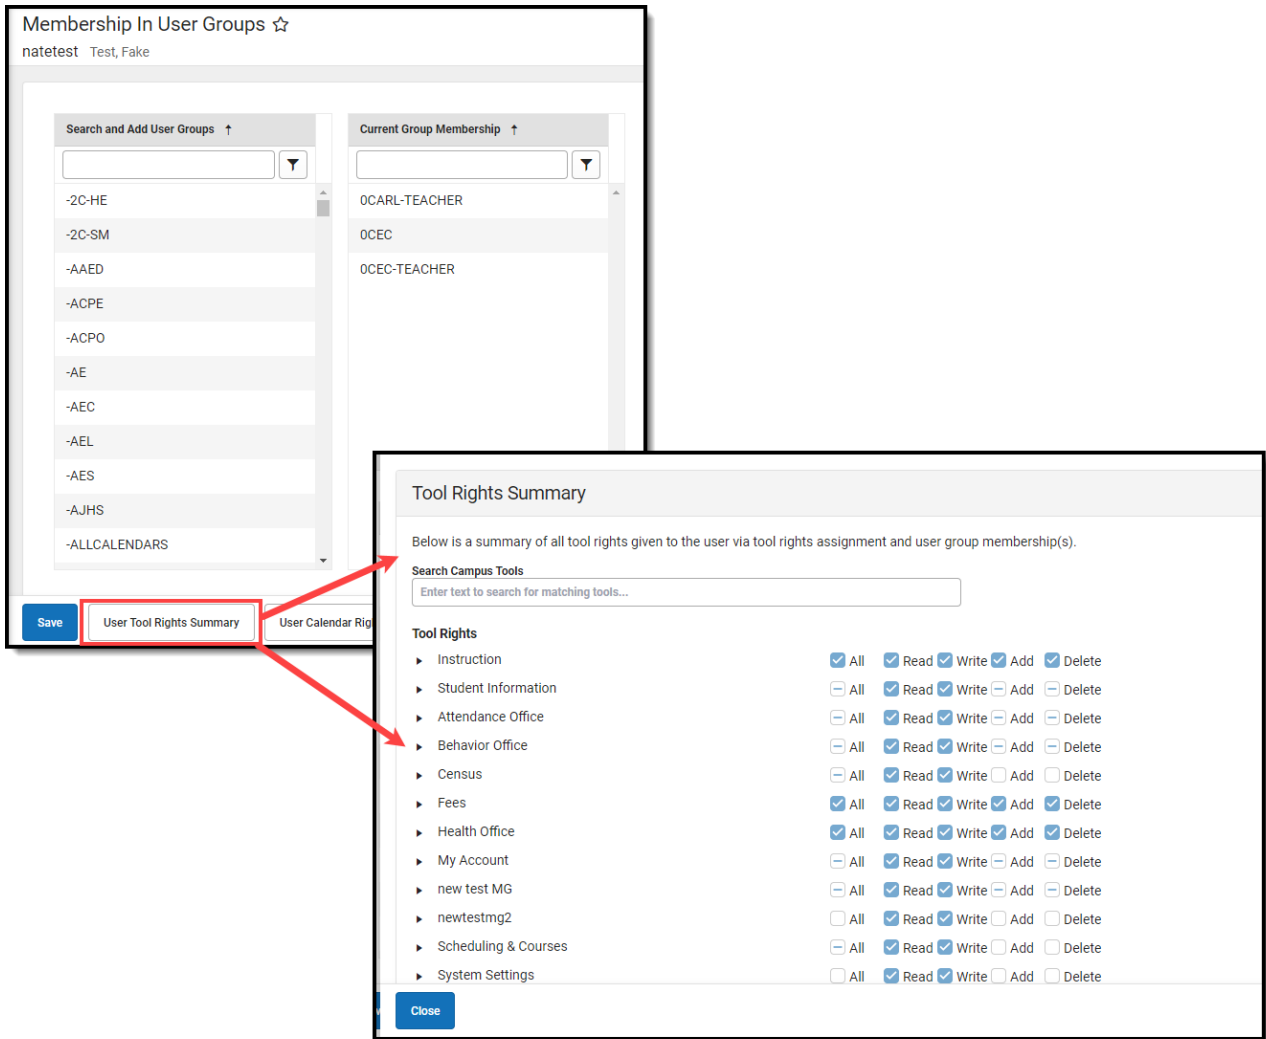 Membership In User Groups
natetest Test, Fake
Search and Add User Groups
Current Group Membership
-2C-HE
-2C-SM
-AAED
-ACPE
-ACPO
-AE
-AEC
-AEL
-AES
-AJHS
-ALLCALENDARS
0CARL-TEACHER
0CEC
0CEC-TEACHER
Save
User Tool Rights Summary
User Calendar Rig
Tool Rights Summary
Below is a summary of all tool rights given to the user via tool rights assignment and user group membership(s).
Search Campus Tools
Enter text to search for matching tools...
Tool Rights
Instruction All Read Write Add Delete
Student Information All Read Write Add Delete
Attendance Office All Read Write Add Delete
Behavior Office All Read Write Add Delete
Census All Read Write Add Delete
Fees All Read Write Add Delete
Health Office All Read Write Add Delete
My Account All Read Write Add Delete
new test MG All Read Write Add Delete
newtestmg2 All Read Write Add Delete
Scheduling & Courses All Read Write Add Delete
System Settings All Read Write Add Delete
Close